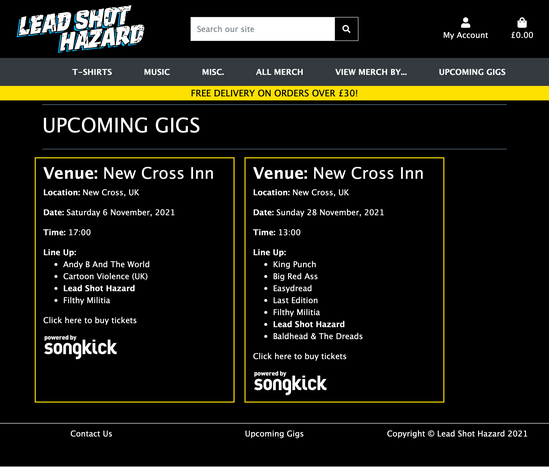 LEAD SHOT
HAZARD
Search our site
My Account
£0.00
T-SHIRTS MUSIC MISC. ALL MERCH VIEW MERCH BY... UPCOMING GIGS
FREE DELIVERY ON ORDERS OVER £30!
UPCOMING GIGS
Venue: New Cross Inn
Location: New Cross, UK
Date: Saturday 6 November, 2021
Time: 17:00
Line Up:
Andy B And The World
Cartoon Violence (UK)
Lead Shot Hazard
Filthy Militia
Click here to buy tickets
powered by
songkick
Venue: New Cross Inn
Location: New Cross, UK
Date: Sunday 28 November, 2021
Time: 13:00
Line Up:
King Punch
Big Red Ass
Easydread
Last Edition
Filthy Militia
Lead Shot Hazard
Baldhead & The Dreads
Click here to buy tickets
powered by
songkick
Contact Us Upcoming Gigs Copyright © Lead Shot Hazard 2021